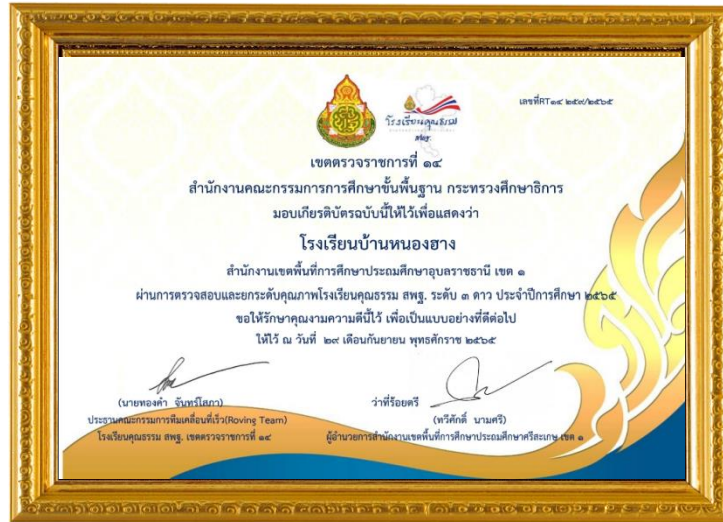 เลขที่RT๑๔ ๒๕๙/๒๕๖๕
โรงเรียนคุณธรรม
สพฐ.
เขตตรวจราชการที่ ๑๔
สำนักงานคณะกรรมการการศึกษาขั้นพื้นฐาน กระทรวงศึกษาธิการ
มอบเกียรติบัตรฉบับนี้ให้ไว้เพื่อแสดงว่า
โรงเรียนบ้านหนองฮาง
สำนักงานเขตพื้นที่การศึกษาประถมศึกษาอุบลราชธานี เขต ๑
ผ่านการตรวจสอบและยกระดับคุณภาพโรงเรียนคุณธรรม สพฐ. ระดับ ๓ ดาว ประจำปีการศึกษา ๒๕๖๕
ขอให้รักษาคุณงามความดีนี้ไว้ เพื่อเป็นแบบอย่างที่ดีต่อไป
ให้ไว้ ณ วันที่ ๒๙ เดือนกันยายน พุทธศักราช ๒๕๖๕
(นายทองคำ จันทร์โสภา)
ประธานคณะกรรมการทีมเคลื่อนที่เร็ว(Roving Team)
โรงเรียนคุณธรรม สพฐ. เขตตรวจราชการที่ ๑๔
ว่าที่ร้อยตรี
(ทวีศักดิ์ นามศรี)
ผู้อำนวยการสำนักงานเขตพื้นที่การศึกษาประถมศึกษาศรีสะเกษ เขต ๑